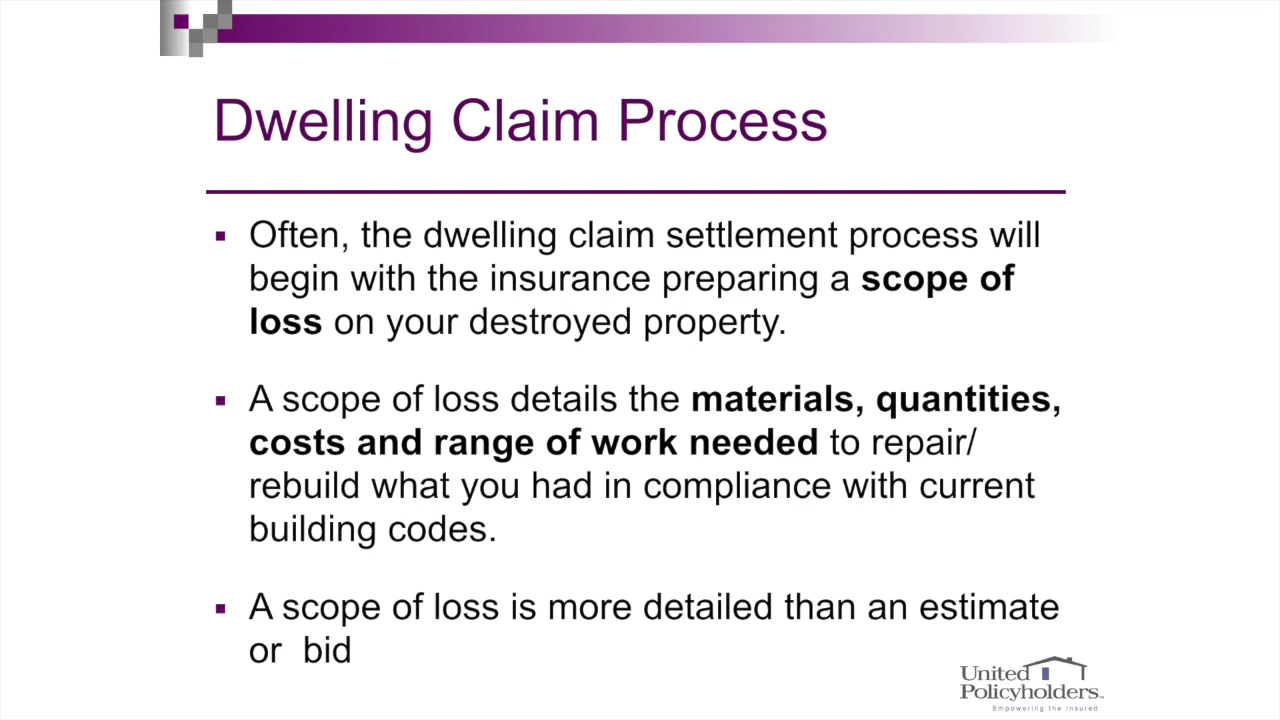 Dwelling Claim Process
▪ Often, the dwelling claim settlement process will
begin with the insurance preparing a scope of
loss on your destroyed property.
▪ A scope of loss details the materials, quantities,
costs and range of work needed to repair/
rebuild what you had in compliance with current
building codes.
▪ A scope of loss is more detailed than an estimate
or  bid
United
Policyholders™
Empowering the Insured